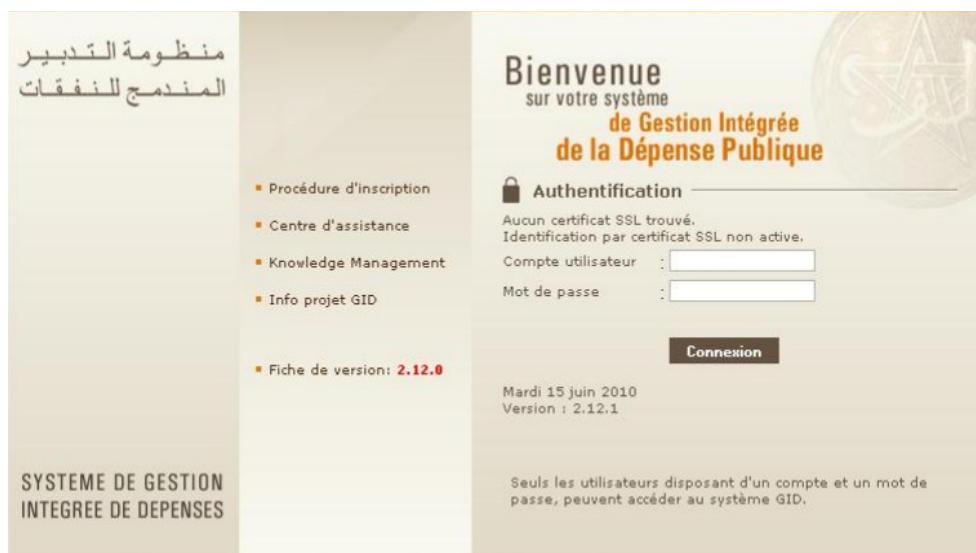 منظومة التدبير
المندمج للنفقات
Procédure d'inscription
Centre d'assistance
Knowledge Management
Info projet GID
Fiche de version: 2.12.0
SYSTEME DE GESTION
INTEGREE DE DEPENSES
Bienvenue
sur votre système
de Gestion Intégrée
de la Dépense Publique
Authentification
Aucun certificat SSL trouvé.
Identification par certificat SSL non active.
Compte utilisateur :
Mot de passe :
Connexion
Mardi 15 juin 2010
Version : 2.12.1
Seuls les utilisateurs disposant d'un compte et un mot de
passe, peuvent accéder au système GID.